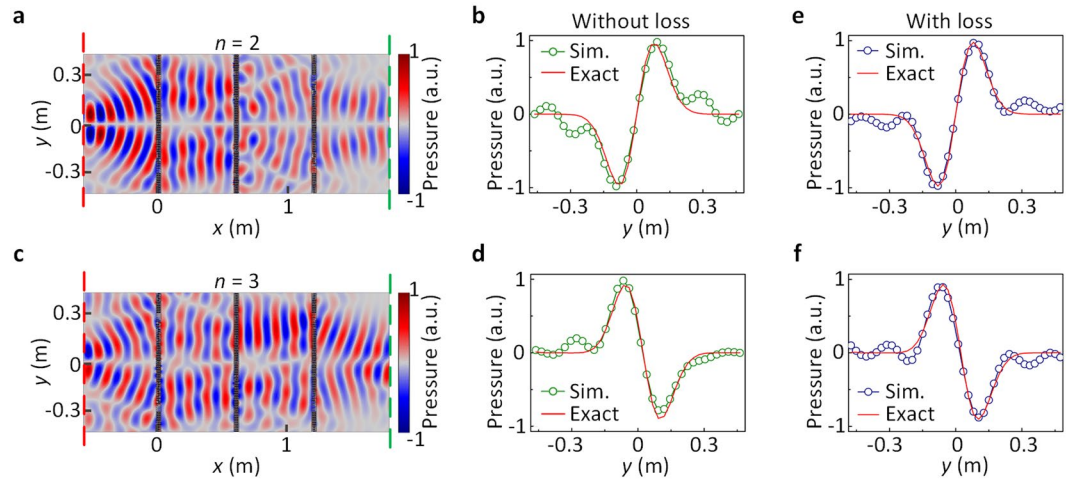 a
n = 2
0.3
0
-0.3
y (m)
0
1
x (m)
1
-1
Pressure (a.u.)
b
Without loss
1
0
-1
Pressure (a.u.)
Sim.
Exact
-0.3
0
0.3
y (m)
e
With loss
1
0
-1
Pressure (a.u.)
Sim.
Exact
-0.3
0
0.3
y (m)
c
n = 3
0.3
0
-0.3
y (m)
0
1
x (m)
1
-1
Pressure (a.u.)
d
1
0
-1
Pressure (a.u.)
Sim.
Exact
-0.3
0
0.3
y (m)
f
1
0
-1
Pressure (a.u.)
Sim.
Exact
-0.3
0
0.3
y (m)